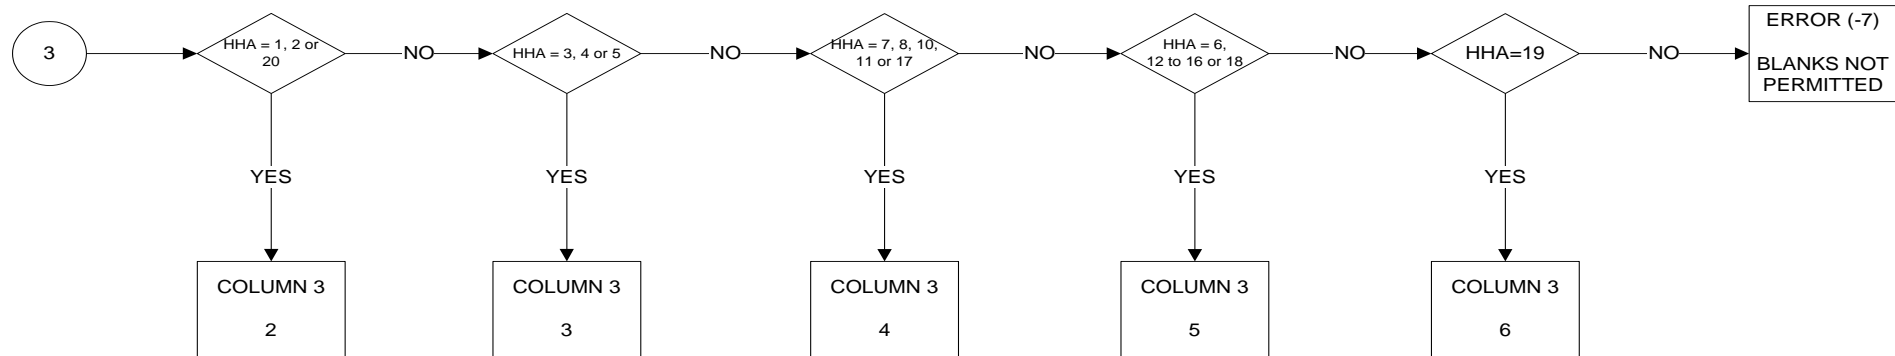 3
HHA = 1, 2 or
20
NO
HHA = 3, 4 or 5
NO
HHA = 7, 8, 10,
11 or 17
NO
HHA = 6,
12 to 16 or 18
NO
HHA=19
NO
ERROR (-7)
BLANKS NOT
PERMITTED
YES
YES
YES
YES
YES
COLUMN 3
2
COLUMN 3
3
COLUMN 3
4
COLUMN 3
5
COLUMN 3
6